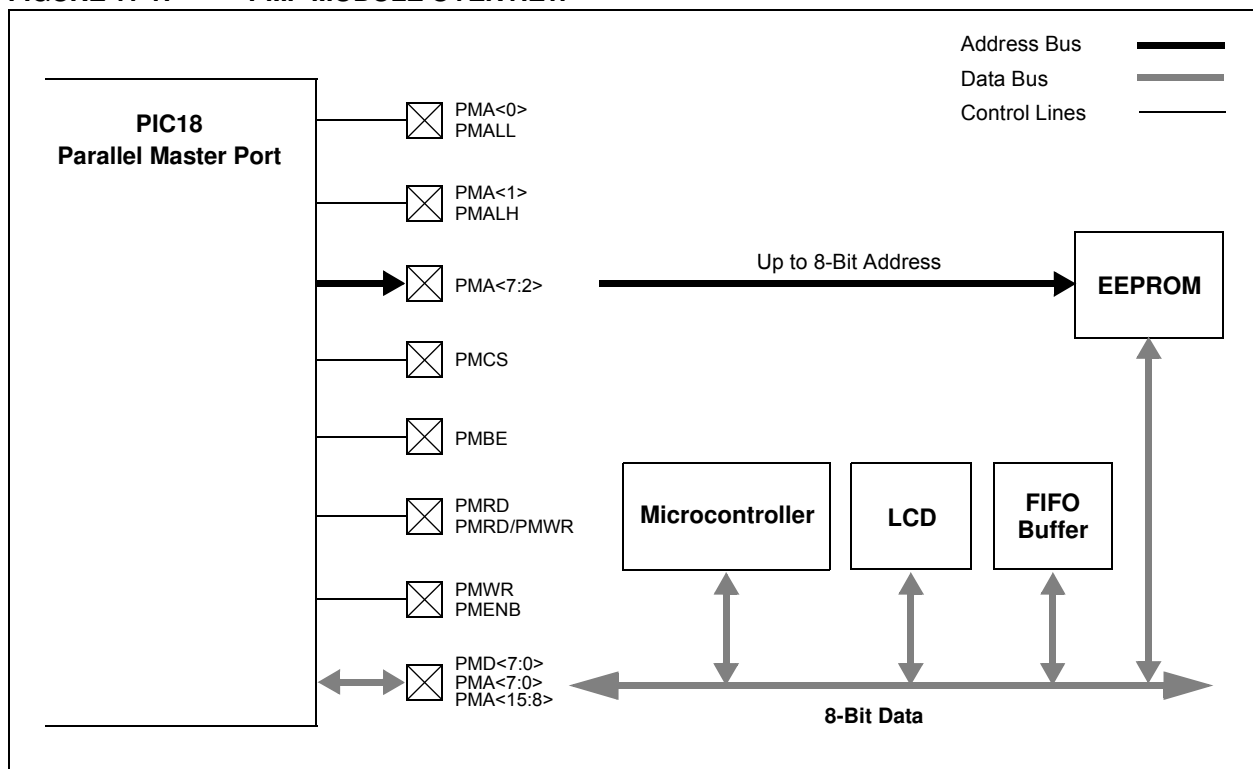 Address Bus
Data Bus
Control Lines
PIC18
Parallel Master Port
PMA<0>
PMALL
PMA<1>
PMALH
PMA<7:2>
Up to 8-Bit Address
EEPROM
PMCS
PMBE
PMRD
PMRD/PMWR
Microcontroller
LCD
FIFO
Buffer
PMWR
PMENB
PMD<7:0>
PMA<7:0>
PMA<15:8>
8-Bit Data